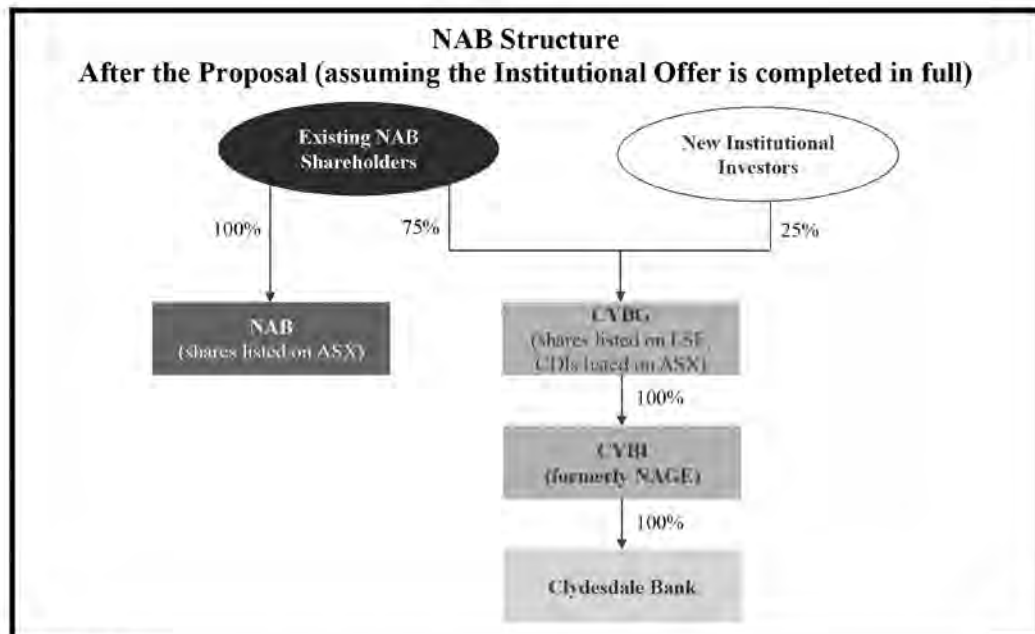 NAB Structure
After the Proposal (assuming the Institutional Offer is completed in full)
Existing NAB
Shareholders
New Institutional
Investors
100%
75%
25%
NAB
(shares listed on ASX)
CYBG
(shares listed on LSE,
CDIs listed on ASX)
100%
CYBI
(formerly NAGE)
100%
Clydesdale Bank